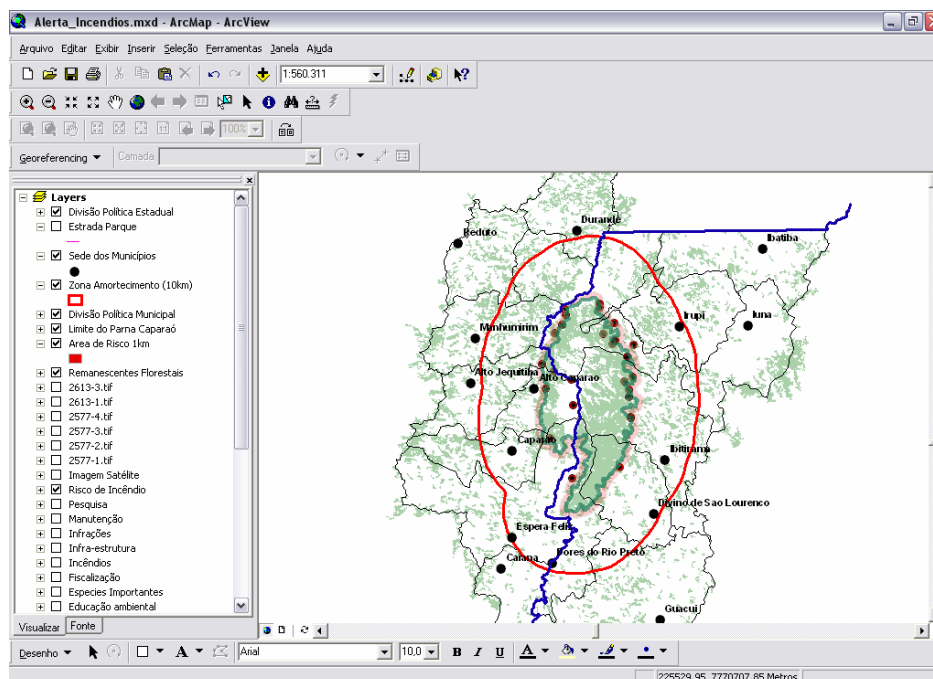 Alerta_Incendios.mxd - ArcMap - ArcView
Arquivo Editar Exibir Inserir Seleção Ferramentas Janela Ajuda
1:560.311
100%
Georeferencing Camada
Layers
Divisão Política Estadual
Estrada Parque
Sede dos Municípios
Zona Amortecimento (10km)
Divisão Política Municipal
Limite do Parna Caparaó
Area de Risco 1km
Remanescentes Florestais
2613-3.tif
2613-1.tif
2577-4.tif
2577-3.tif
2577-2.tif
2577-1.tif
Imagem Satélite
Risco de Incêndio
Pesquisa
Manutenção
Infrações
Infra-estrutura
Incêndios
Fiscalização
Especies Importantes
Educação ambiental
Visualizar Fonte
Durandé
Reduto
Ibatiba
Irupi
Iuna
Manhumirim
Alto Jequitiba
Alto Caparao
Caparao
Ibitirama
Divino de Sao Lourenco
Espera Feliz
Caiana
Dores do Rio Preto
Guacui
Desenho A Arial 10,0 B I U A
225529,95 7770707,85 Metros